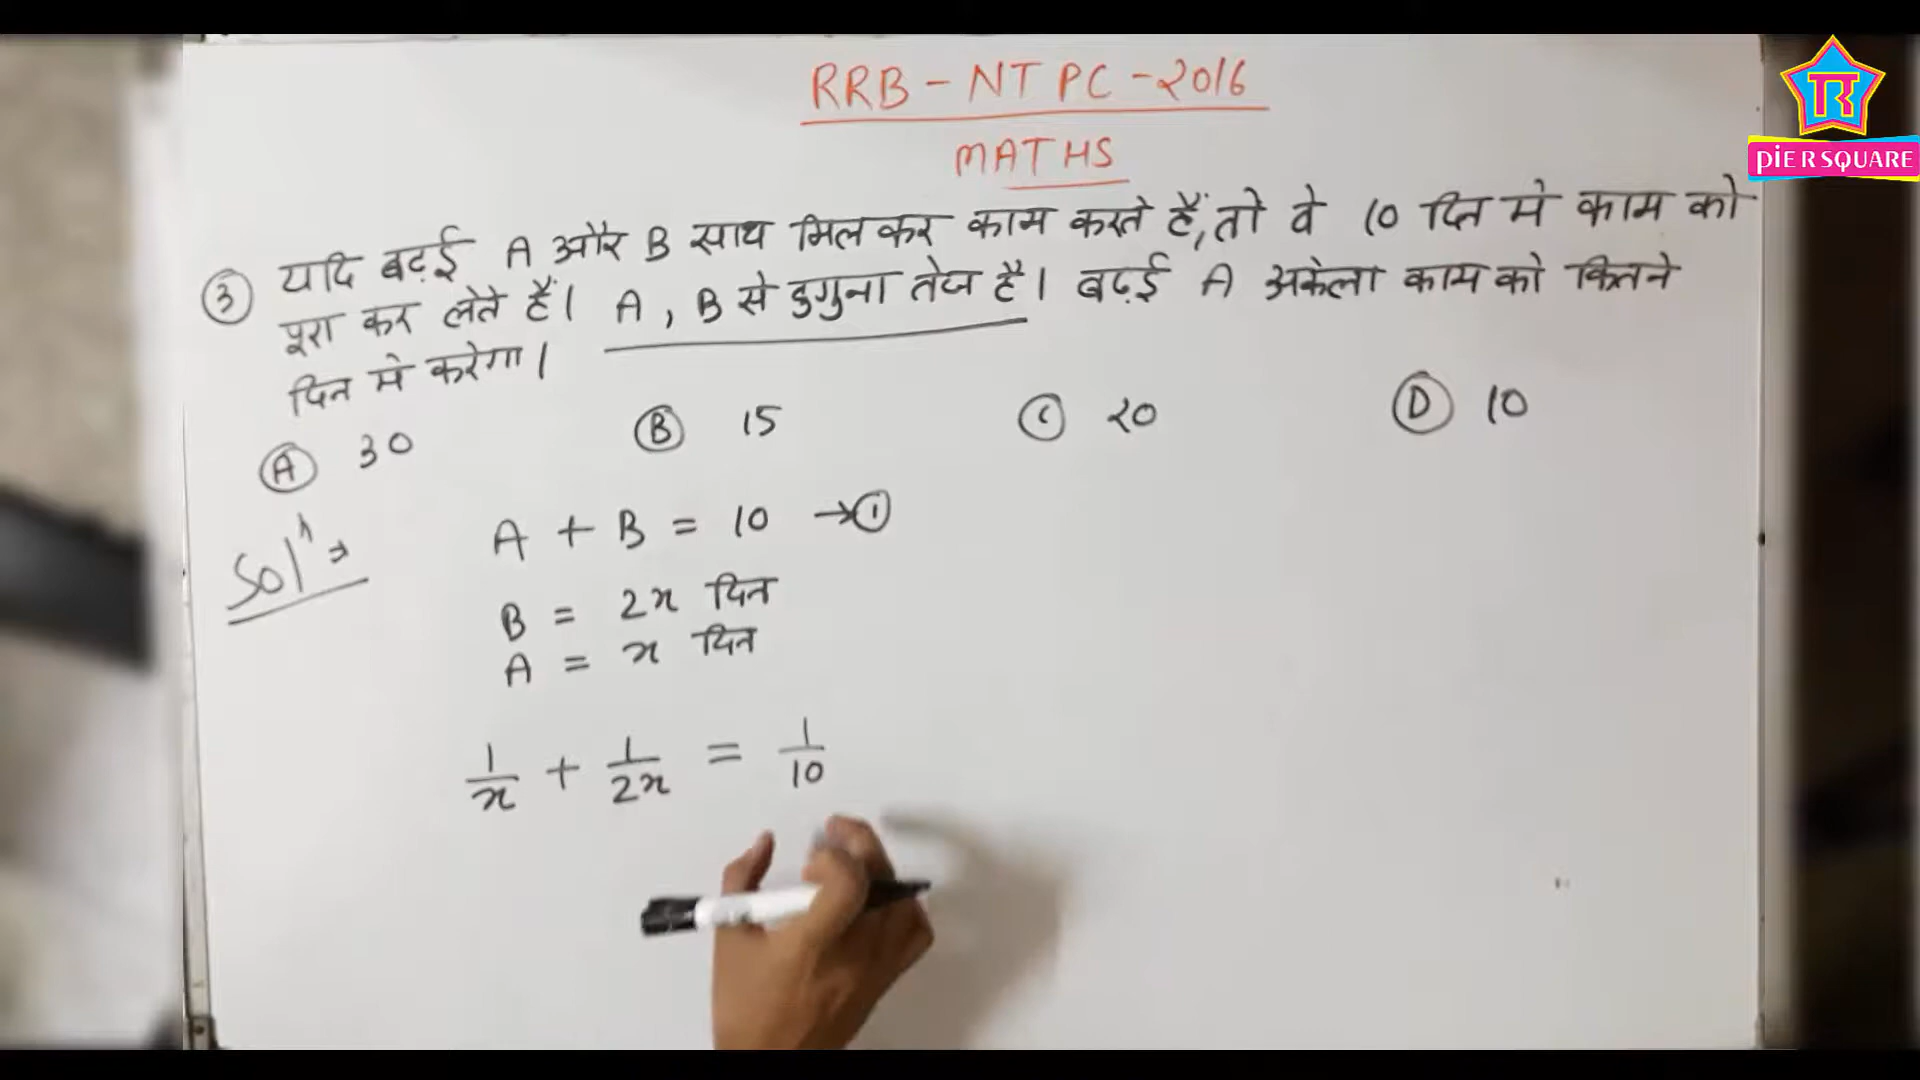 RRB - NTPC - 2016
MATHS
PiE R SQUARE
③ यदि बढ़ई A और B साथ मिलकर काम करते हैं, तो वे 10 दिन मे काम को
पूरा कर लेते हैं। A, B से दुगुना तेज है। बढ़ई A अकेला काम को कितने
दिन मे करेगा।
Ⓐ 30 Ⓑ 15 Ⓒ 20 Ⓓ 10
Solⁿ ⇒ A + B = 10 → ①
B = 2x दिन
A = x दिन
1/x + 1/2x = 1/10